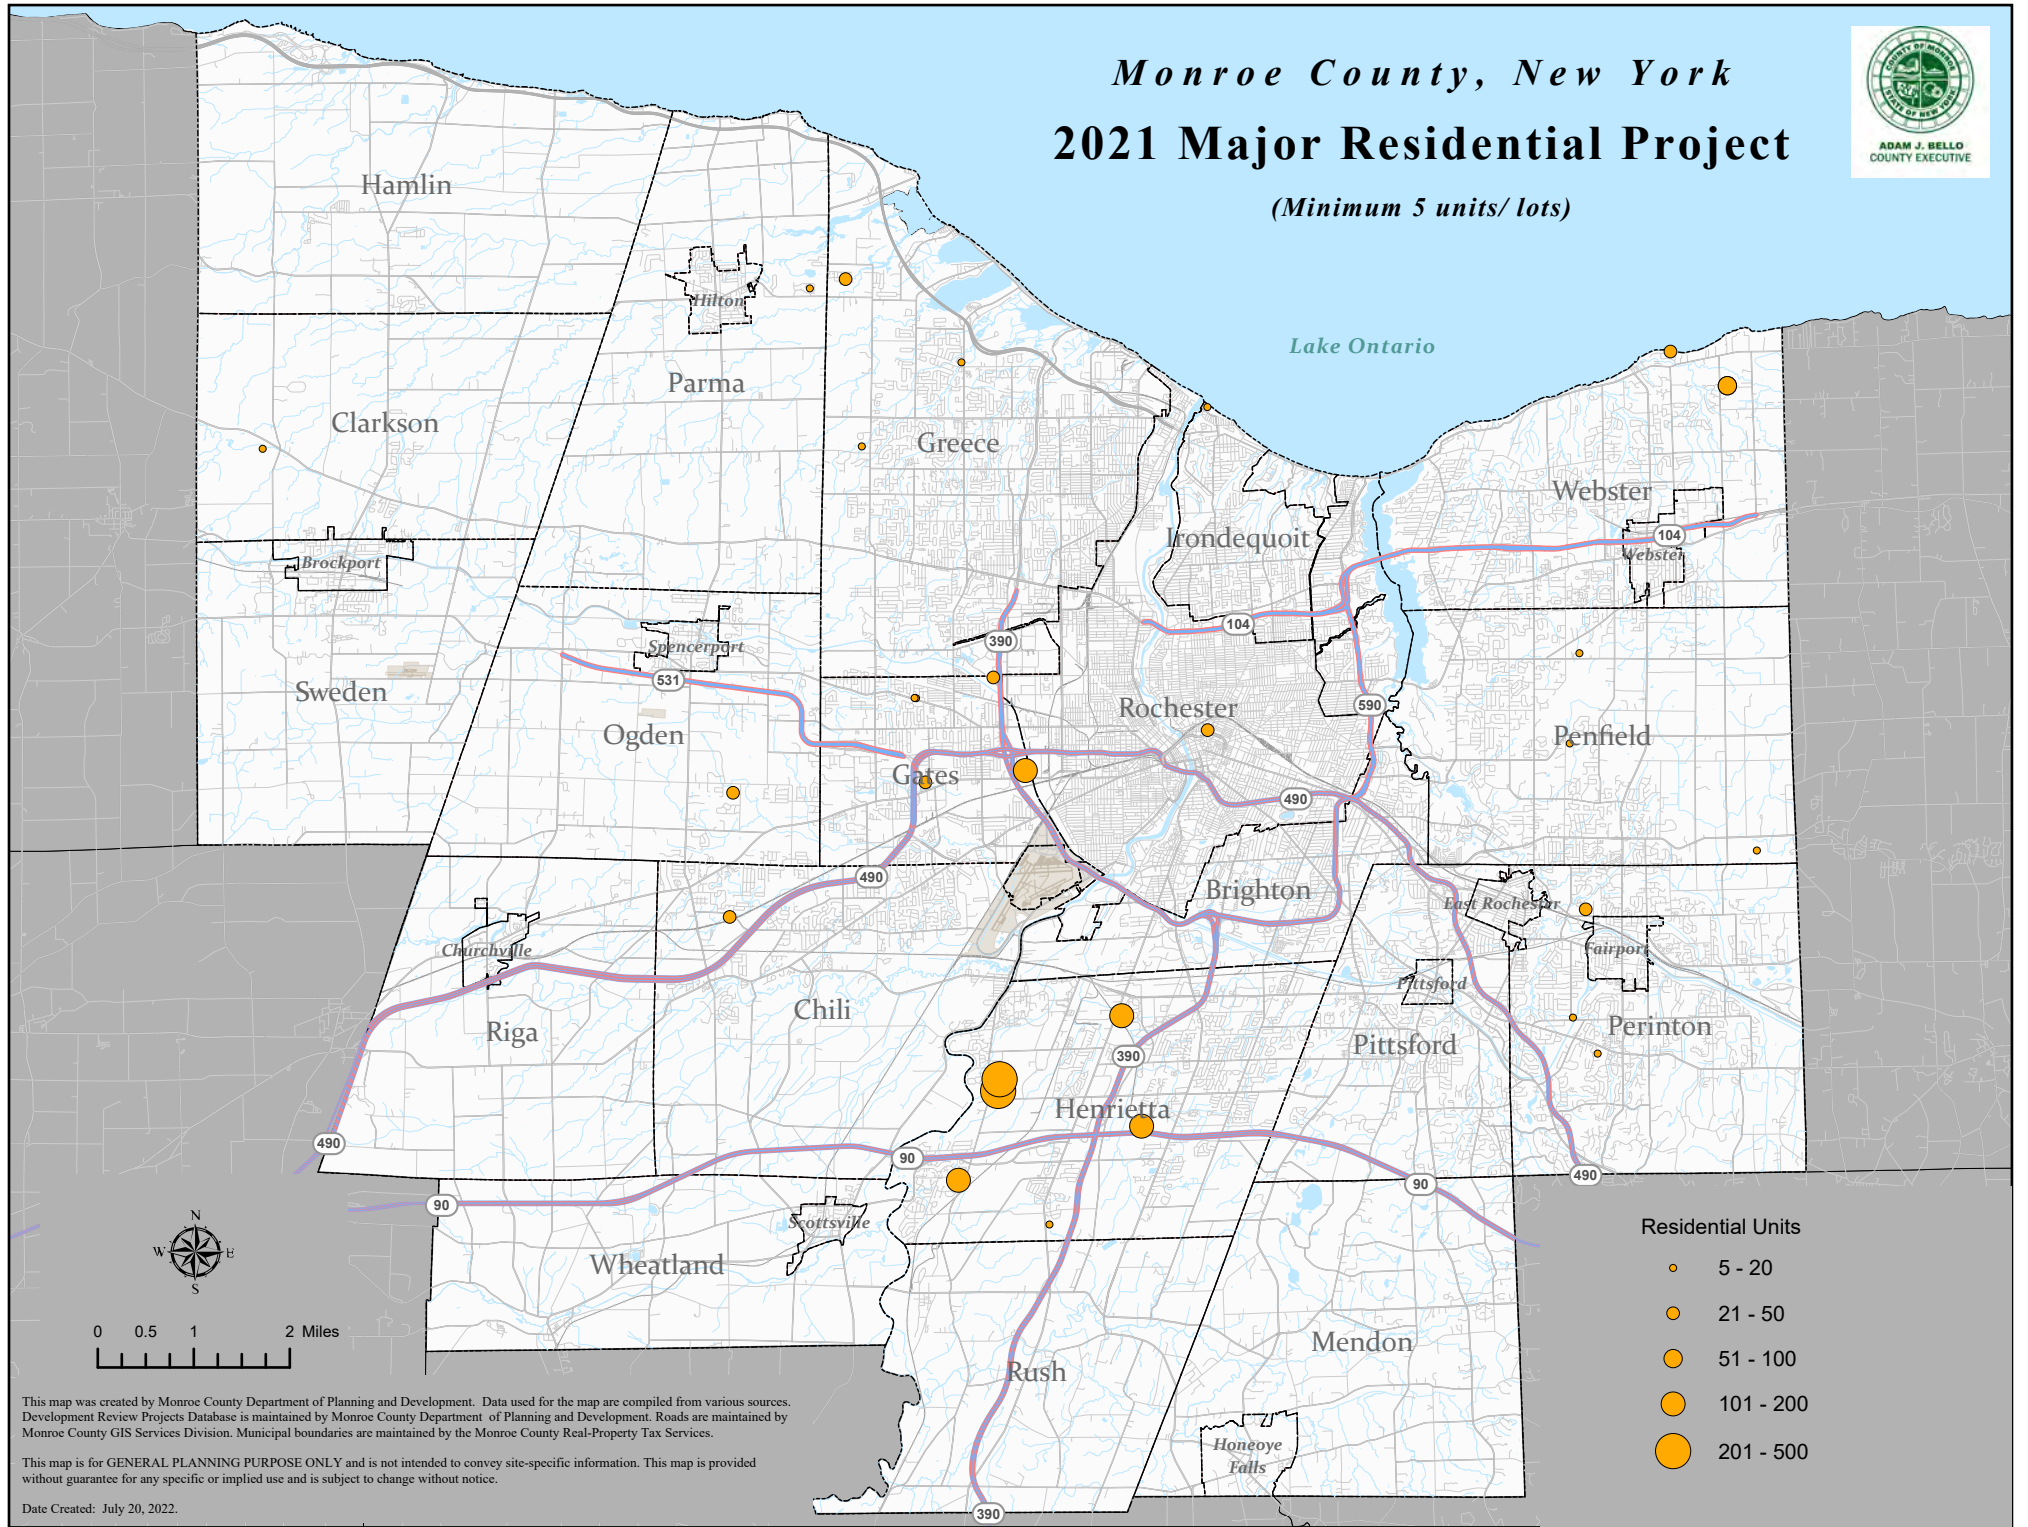 Monroe County, New York
2021 Major Residential Project
(Minimum 5 units/ lots)
COUNTY OF MONROE
STATE OF NEW YORK
ADAM J. BELLO
COUNTY EXECUTIVE
Hamlin
Hilton
Lake Ontario
Parma
Clarkson
Greece
Webster
Irondequoit
104
Webster
Brockport
104
390
Spencerport
531
Sweden
590
Rochester
Ogden
Penfield
Gates
490
490
Brighton
East Rochester
Churchville
Fairport
Pittsford
Chili
Riga
Perinton
Pittsford
390
Henrietta
490
90
490
90
90
Scottsville
Wheatland
Mendon
Rush
Honeoye
Falls
390
N
W
E
S
0 0.5 1 2 Miles
Residential Units
5 - 20
21 - 50
51 - 100
101 - 200
201 - 500
This map was created by Monroe County Department of Planning and Development. Data used for the map are compiled from various sources.
Development Review Projects Database is maintained by Monroe County Department of Planning and Development. Roads are maintained by
Monroe County GIS Services Division. Municipal boundaries are maintained by the Monroe County Real-Property Tax Services.
This map is for GENERAL PLANNING PURPOSE ONLY and is not intended to convey site-specific information. This map is provided
without guarantee for any specific or implied use and is subject to change without notice.
Date Created: July 20, 2022.